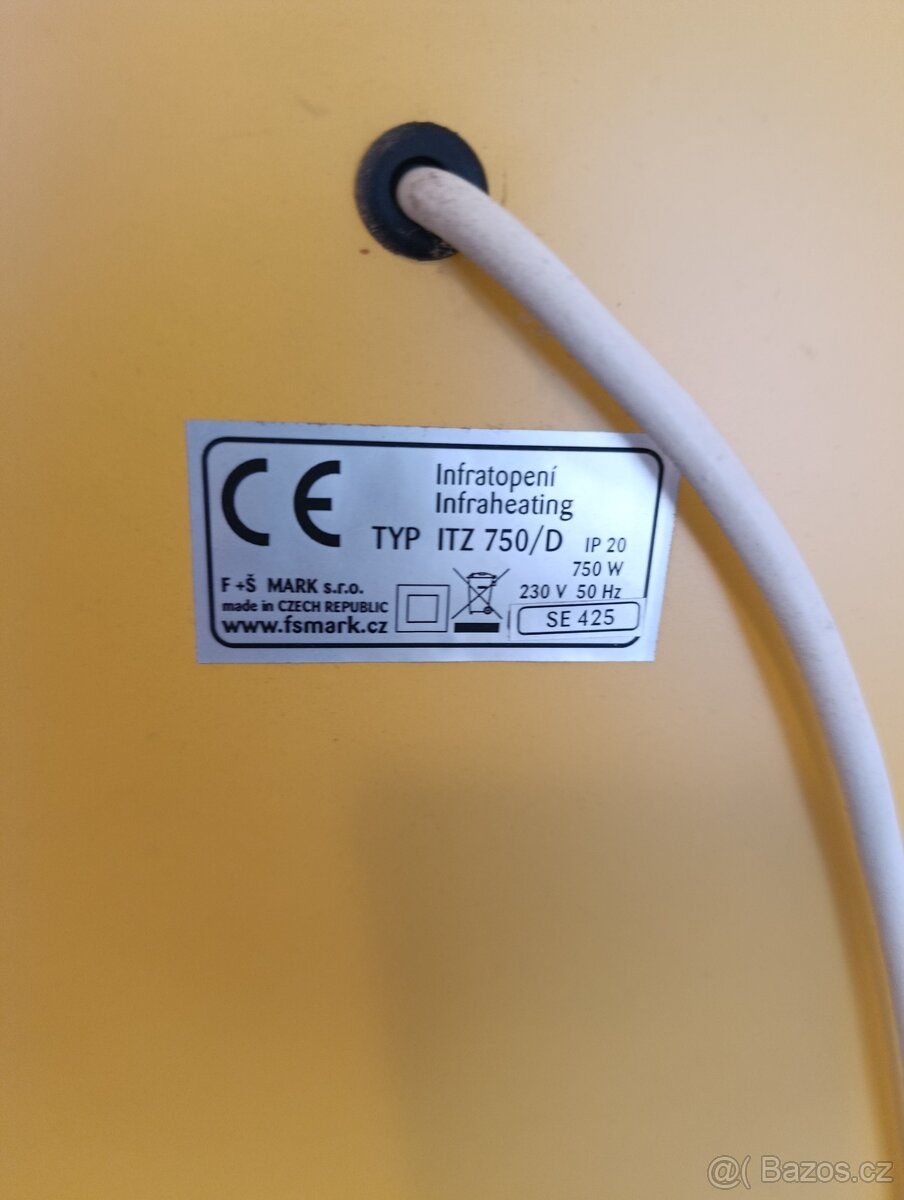 CE
Infratopení
Infraheating
TYP ITZ 750/D IP 20
750 W
230 V 50 Hz
F+Š MARK s.r.o.
made in CZECH REPUBLIC
www.fsmark.cz
SE 425
@( Bazos.cz